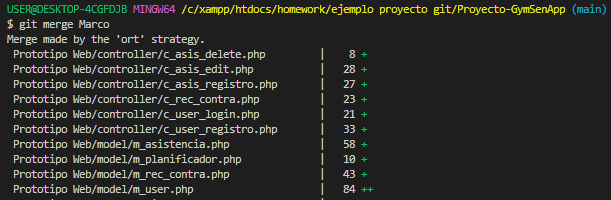 USER@DESKTOP-4CGFDJB MINGW64 /c/xampp/htdocs/homework/ejemplo proyecto git/Proyecto-GymSenApp (main)
$ git merge Marco
Merge made by the 'ort' strategy.
Prototipo Web/controller/c_asis_delete.php | 8 +
Prototipo Web/controller/c_asis_edit.php | 28 +
Prototipo Web/controller/c_asis_registro.php | 27 +
Prototipo Web/controller/c_rec_contra.php | 23 +
Prototipo Web/controller/c_user_login.php | 21 +
Prototipo Web/controller/c_user_registro.php | 33 +
Prototipo Web/model/m_asistencia.php | 58 +
Prototipo Web/model/m_planificador.php | 10 +
Prototipo Web/model/m_rec_contra.php | 43 +
Prototipo Web/model/m_user.php | 84 ++